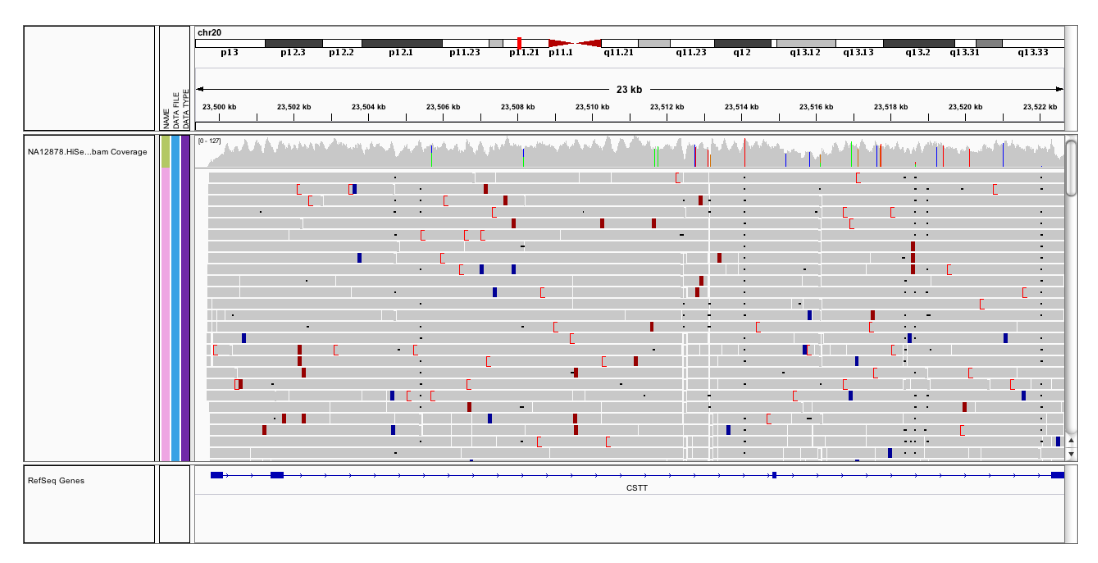 chr20
p13 p12.3 p12.2 p12.1 p11.23 p11.21 p11.1 q11.21 q11.23 q12 q13.12 q13.13 q13.2 q13.31 q13.33
23 kb
23,500 kb 23,502 kb 23,504 kb 23,506 kb 23,508 kb 23,510 kb 23,512 kb 23,514 kb 23,516 kb 23,518 kb 23,520 kb 23,522 kb
NAME
DATA FILE
DATA TYPE
[0 - 127]
NA12878.HiSe...bam Coverage
RefSeq Genes
CSTT